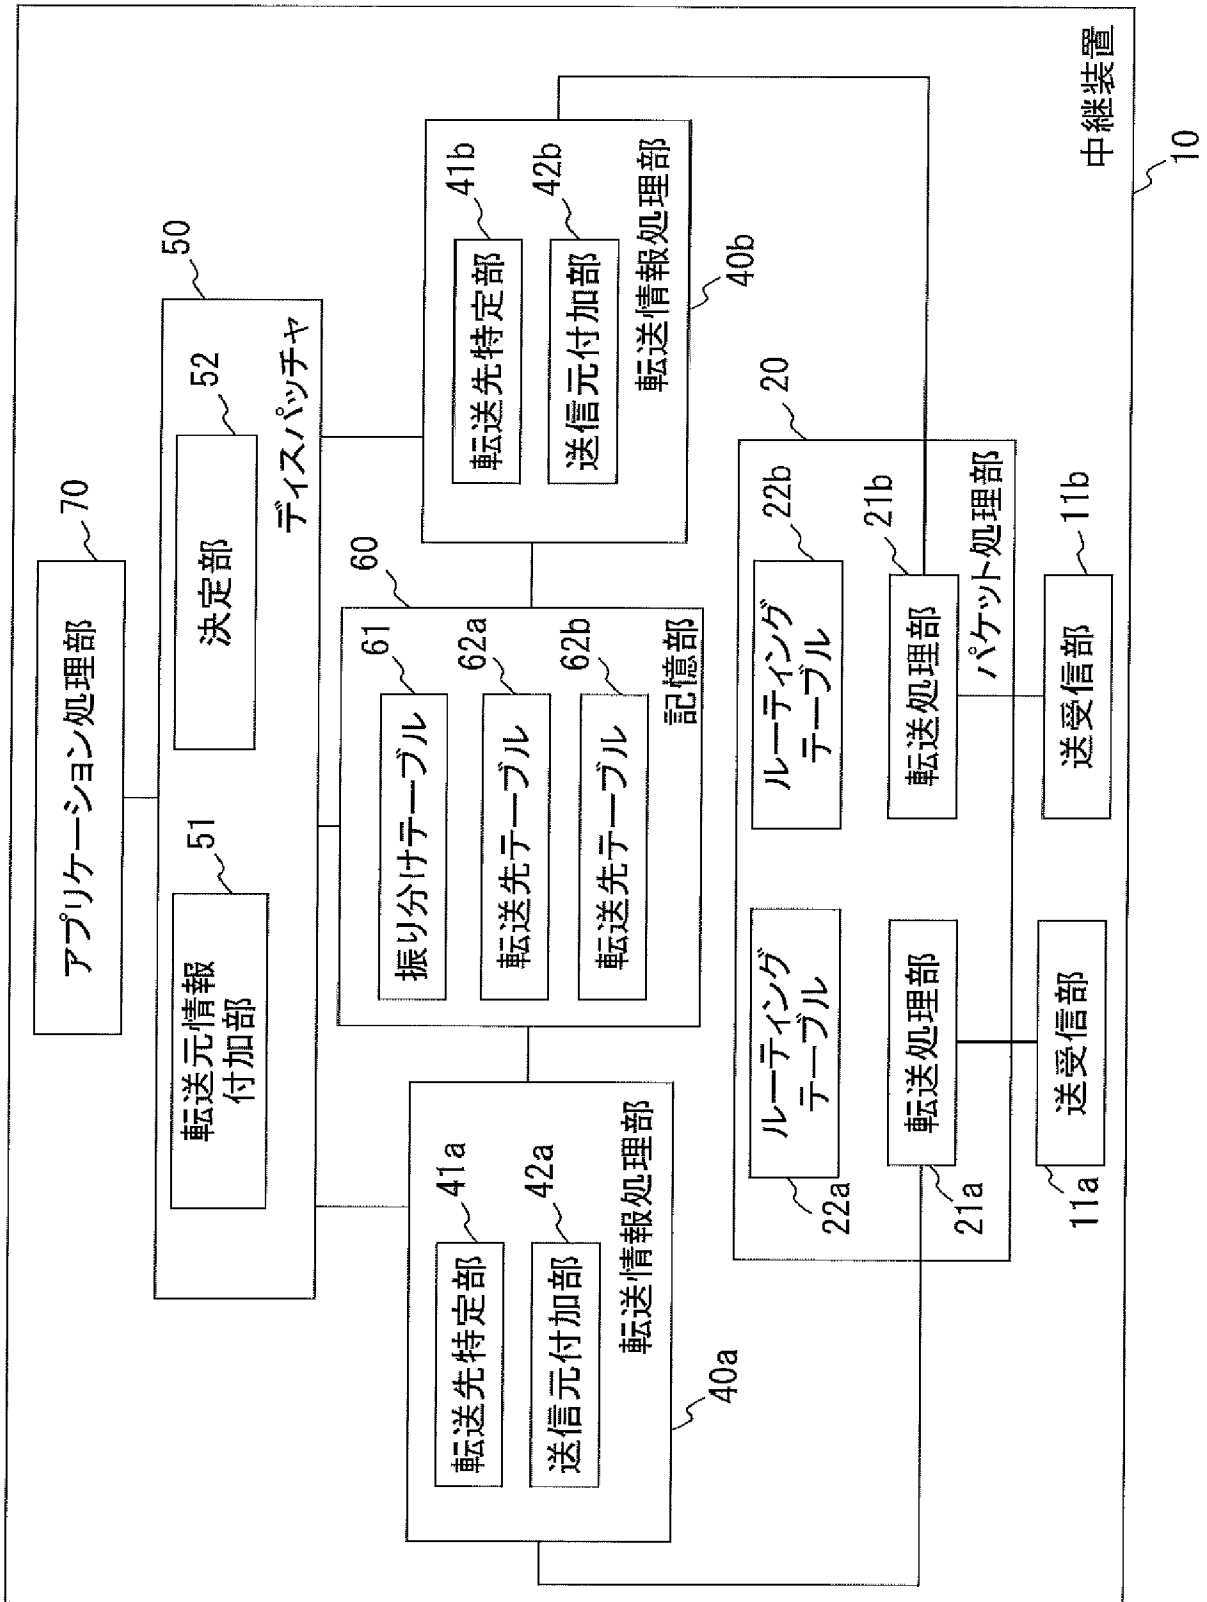 アプリケーション処理部
70
転送元情報
付加部
51
決定部
52
ディスパッチャ
50
転送先特定部
41a
送信元付加部
42a
転送情報処理部
40a
振り分けテーブル
61
転送先テーブル
62a
転送先テーブル
62b
記憶部
60
転送先特定部
41b
送信元付加部
42b
転送情報処理部
40b
ルーティング
テーブル
22a
ルーティング
テーブル
22b
転送処理部
21a
転送処理部
21b
パケット処理部
20
送受信部
11a
送受信部
11b
中継装置
10